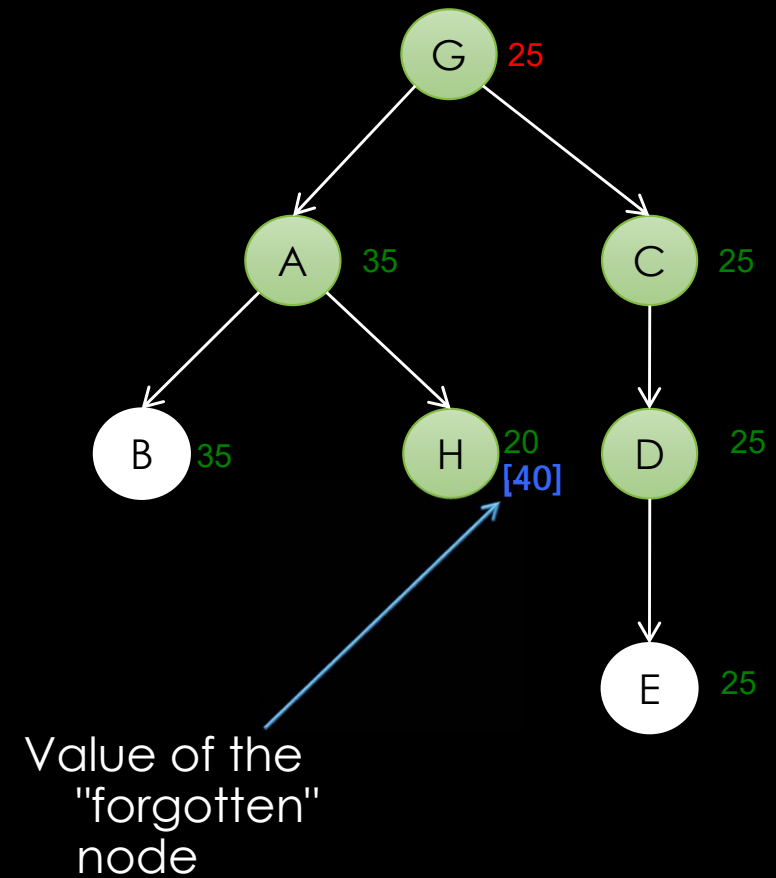 G 25
A 35
C 25
B 35
H 20
[40]
D 25
E 25
Value of the
"forgotten"
node